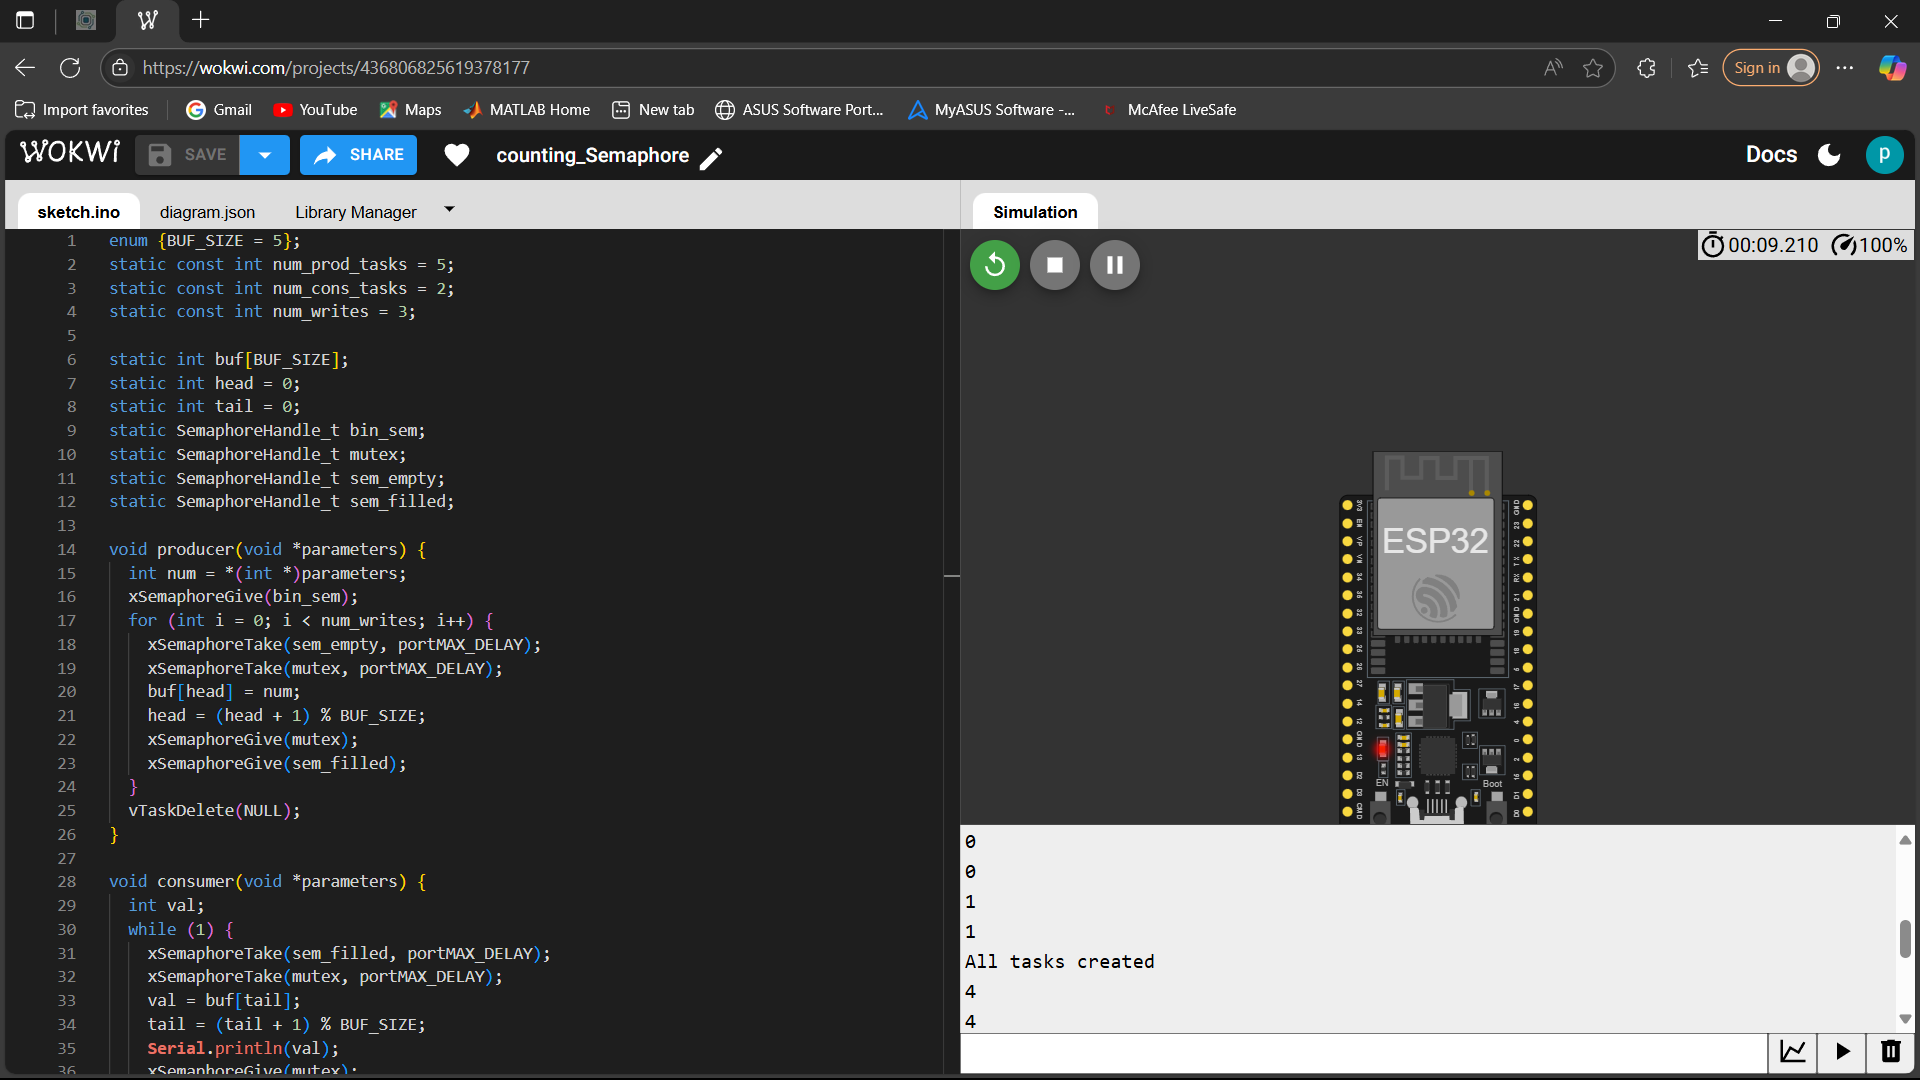 https://wokwi.com/projects/436806825619378177
Sign in
Import favorites
Gmail
YouTube
Maps
MATLAB Home
New tab
ASUS Software Port...
MyASUS Software -...
McAfee LiveSafe
WOKWi
SAVE
SHARE
counting_Semaphore
Docs
p
sketch.ino
diagram.json
Library Manager
1 enum {BUF_SIZE = 5};
2 static const int num_prod_tasks = 5;
3 static const int num_cons_tasks = 2;
4 static const int num_writes = 3;
5
6 static int buf[BUF_SIZE];
7 static int head = 0;
8 static int tail = 0;
9 static SemaphoreHandle_t bin_sem;
10 static SemaphoreHandle_t mutex;
11 static SemaphoreHandle_t sem_empty;
12 static SemaphoreHandle_t sem_filled;
13
14 void producer(void *parameters) {
15 int num = *(int *)parameters;
16 xSemaphoreGive(bin_sem);
17 for (int i = 0; i < num_writes; i++) {
18 xSemaphoreTake(sem_empty, portMAX_DELAY);
19 xSemaphoreTake(mutex, portMAX_DELAY);
20 buf[head] = num;
21 head = (head + 1) % BUF_SIZE;
22 xSemaphoreGive(mutex);
23 xSemaphoreGive(sem_filled);
24 }
25 vTaskDelete(NULL);
26 }
27
28 void consumer(void *parameters) {
29 int val;
30 while (1) {
31 xSemaphoreTake(sem_filled, portMAX_DELAY);
32 xSemaphoreTake(mutex, portMAX_DELAY);
33 val = buf[tail];
34 tail = (tail + 1) % BUF_SIZE;
35 Serial.println(val);
36 xSemaphoreGive(mutex);
Simulation
00:09.210 100%
ESP32
EN
Boot
0
0
1
1
All tasks created
4
4